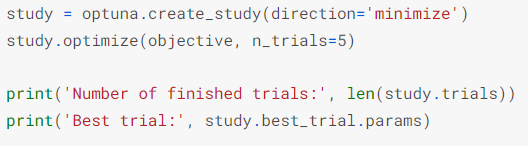 study = optuna.create_study(direction='minimize')
study.optimize(objective, n_trials=5)
print('Number of finished trials:', len(study.trials))
print('Best trial:', study.best_trial.params)